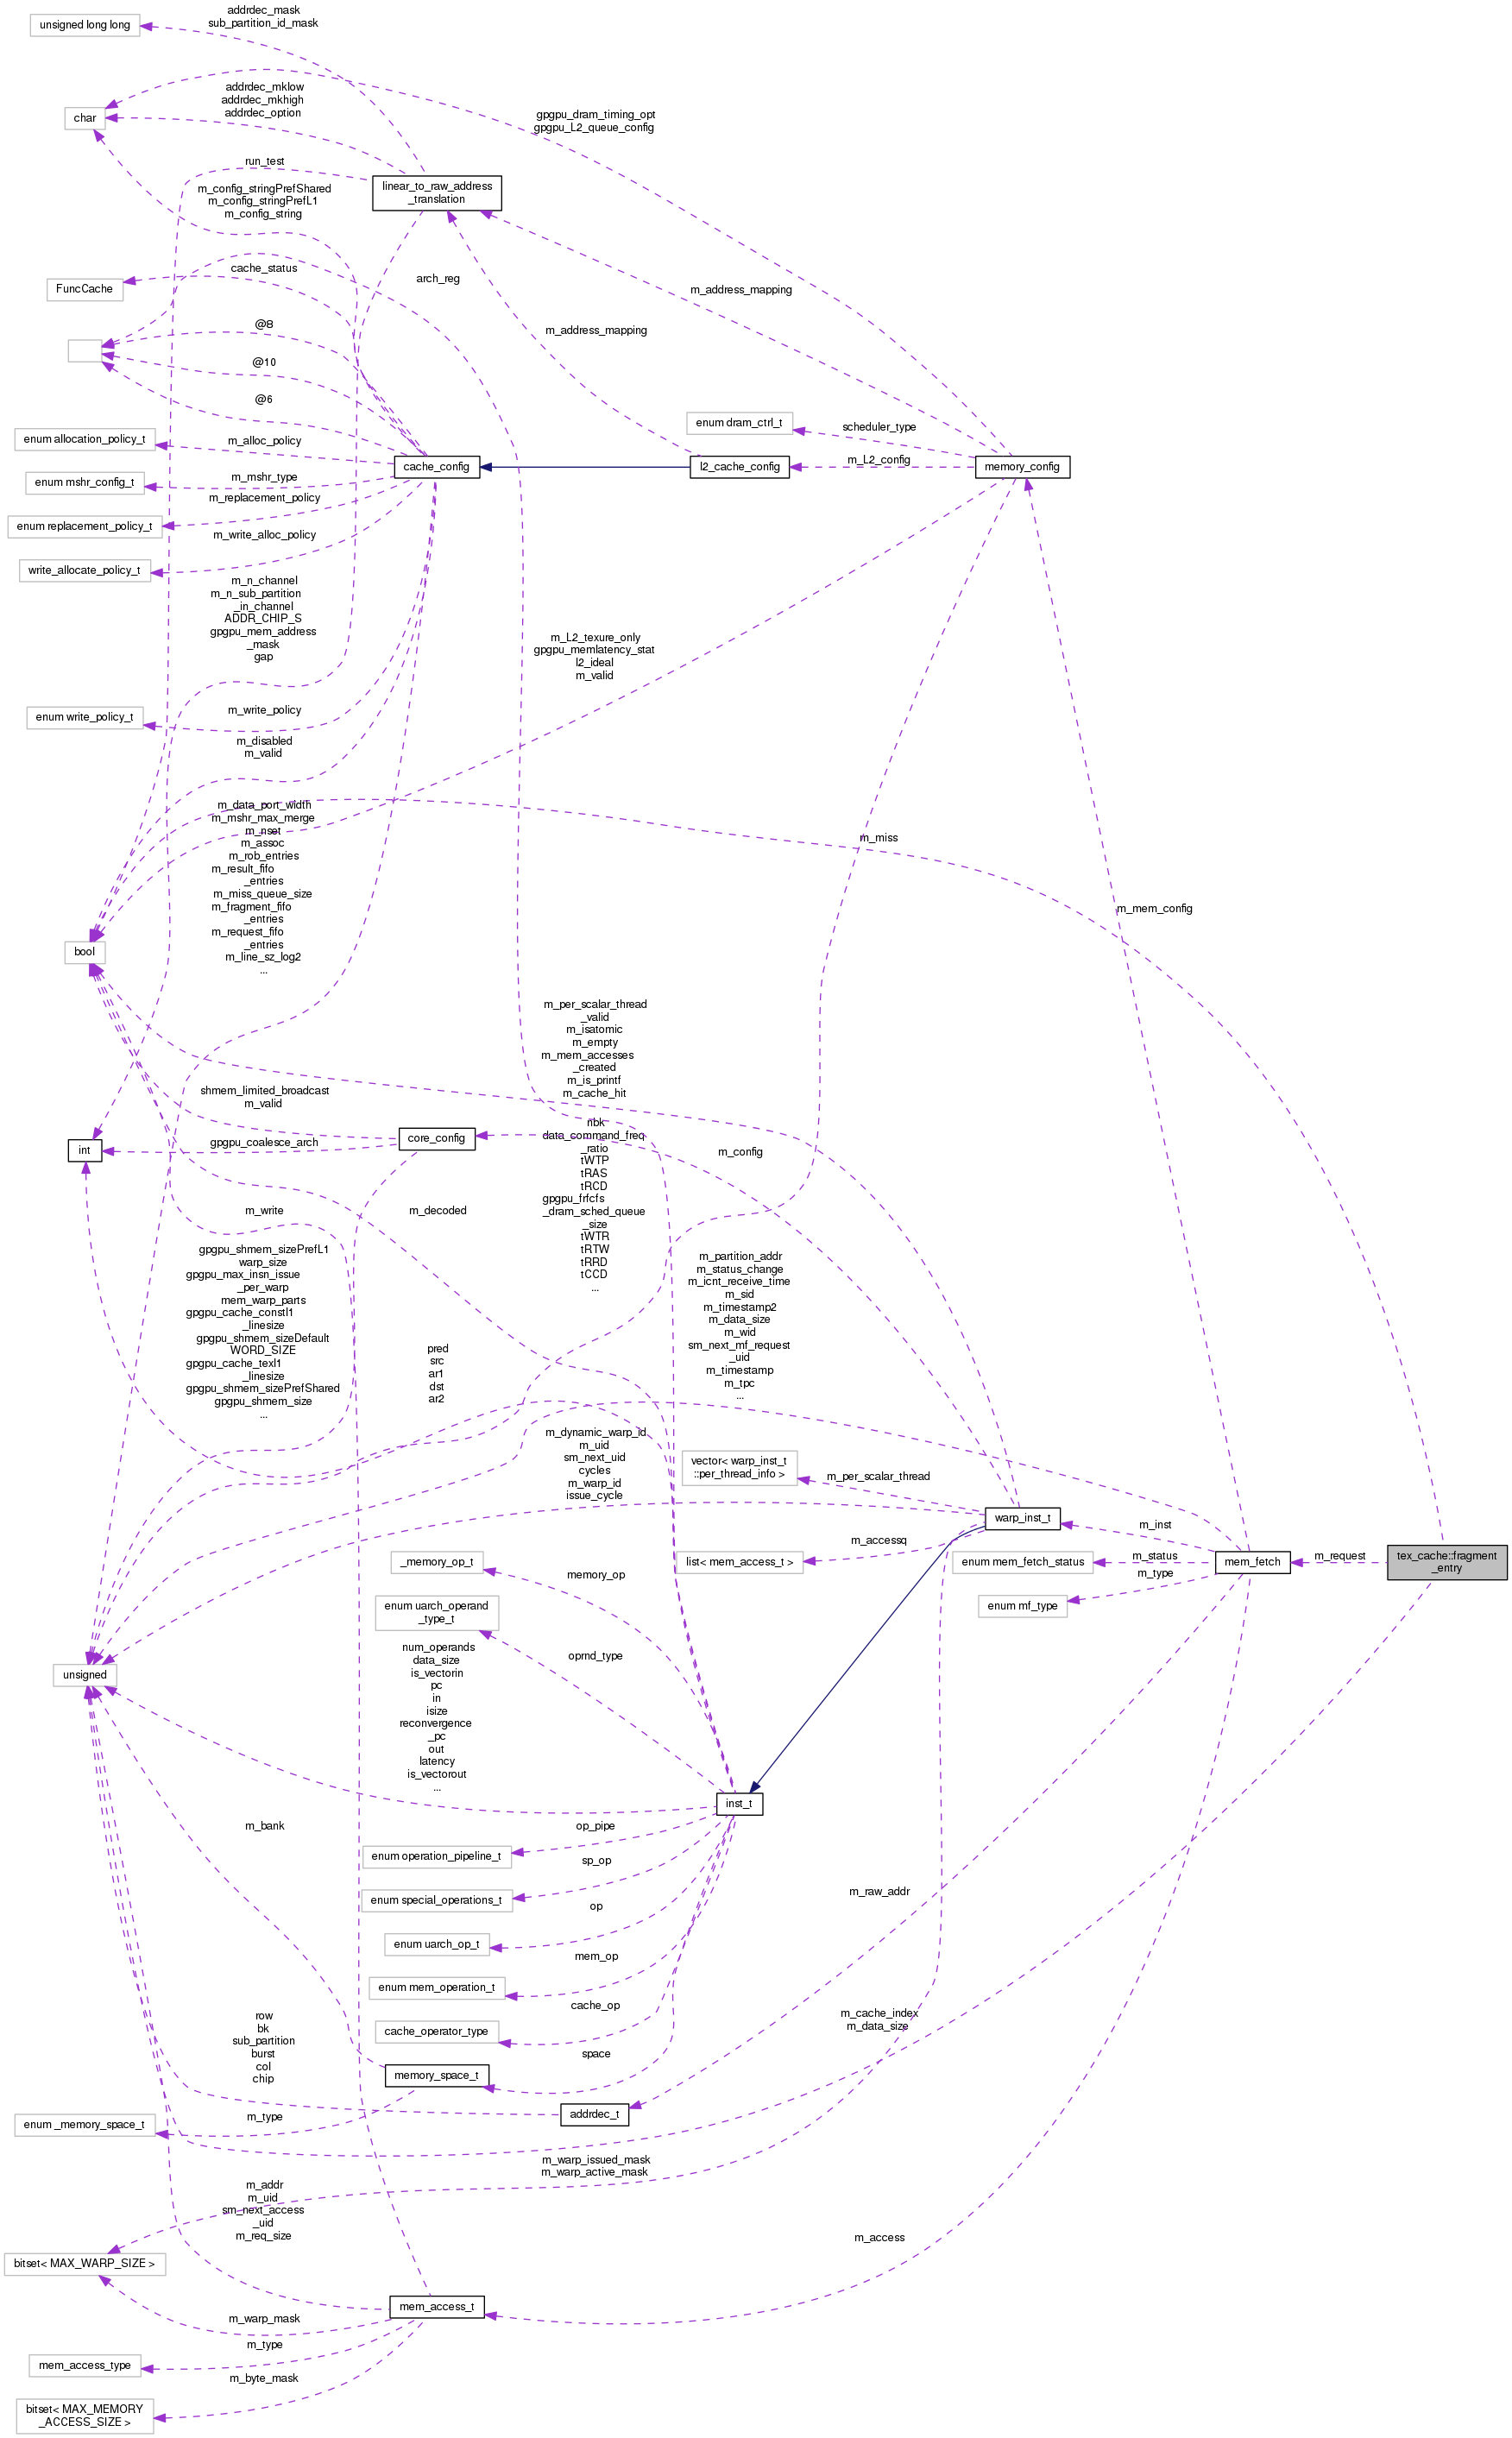 addrdec_mask
sub_partition_id_mask
unsigned long long
addrdec_mklow
addrdec_mkhigh
addrdec_option
char
gpgpu_dram_timing_opt
gpgpu_L2_queue_config
run_test
linear_to_raw_address
_translation
m_config_stringPrefShared
m_config_stringPrefL1
m_config_string
cache_status
arch_reg
FuncCache
m_address_mapping
@8
m_address_mapping
@10
@6
enum dram_ctrl_t
scheduler_type
enum allocation_policy_t
m_alloc_policy
cache_config
l2_cache_config
m_L2_config
memory_config
enum mshr_config_t
m_mshr_type
m_replacement_policy
enum replacement_policy_t
m_write_alloc_policy
write_allocate_policy_t
m_n_channel
m_n_sub_partition
_in_channel
ADDR_CHIP_S
gpgpu_mem_address
_mask
gap
m_L2_texure_only
gpgpu_memlatency_stat
l2_ideal
m_valid
enum write_policy_t
m_write_policy
m_disabled
m_valid
m_data_port_width
m_mshr_max_merge
m_nset
m_assoc
m_rob_entries
m_result_fifo
_entries
m_miss_queue_size
m_fragment_fifo
_entries
m_request_fifo
_entries
m_line_sz_log2
...
m_miss
m_mem_config
bool
m_per_scalar_thread
_valid
m_isatomic
m_empty
m_mem_accesses
_created
m_is_printf
m_cache_hit
shmem_limited_broadcast
m_valid
int
gpgpu_coalesce_arch
core_config
nbk
data_command_freq
_ratio
tWTP
tRAS
tRCD
gpgpu_frfcfs
_dram_sched_queue
_size
tWTR
tRTW
tRRD
tCCD
...
m_config
m_write
m_decoded
gpgpu_shmem_sizePrefL1
warp_size
gpgpu_max_insn_issue
_per_warp
mem_warp_parts
gpgpu_cache_constl1
_linesize
gpgpu_shmem_sizeDefault
WORD_SIZE
gpgpu_cache_texl1
_linesize
gpgpu_shmem_sizePrefShared
gpgpu_shmem_size
...
m_partition_addr
m_status_change
m_icnt_receive_time
m_sid
m_timestamp2
m_data_size
m_wid
sm_next_mf_request
_uid
m_timestamp
m_tpc
...
pred
src
ar1
dst
ar2
m_dynamic_warp_id
m_uid
sm_next_uid
cycles
m_warp_id
issue_cycle
vector< warp_inst_t
::per_thread_info >
m_per_scalar_thread
warp_inst_t
m_inst
m_accessq
list< mem_access_t >
enum mem_fetch_status
m_status
mem_fetch
m_request
tex_cache::fragment
_entry
m_type
enum mf_type
_memory_op_t
memory_op
enum uarch_operand
_type_t
oprnd_type
unsigned
num_operands
data_size
is_vectorin
pc
in
isize
reconvergence
_pc
out
latency
is_vectorout
...
inst_t
m_bank
op_pipe
enum operation_pipeline_t
sp_op
enum special_operations_t
m_raw_addr
op
enum uarch_op_t
mem_op
enum mem_operation_t
cache_op
cache_operator_type
m_cache_index
m_data_size
row
bk
sub_partition
burst
col
chip
space
memory_space_t
addrdec_t
enum _memory_space_t
m_type
m_warp_issued_mask
m_warp_active_mask
m_addr
m_uid
sm_next_access
_uid
m_req_size
m_access
bitset< MAX_WARP_SIZE >
mem_access_t
m_warp_mask
m_type
mem_access_type
m_byte_mask
bitset< MAX_MEMORY
_ACCESS_SIZE >